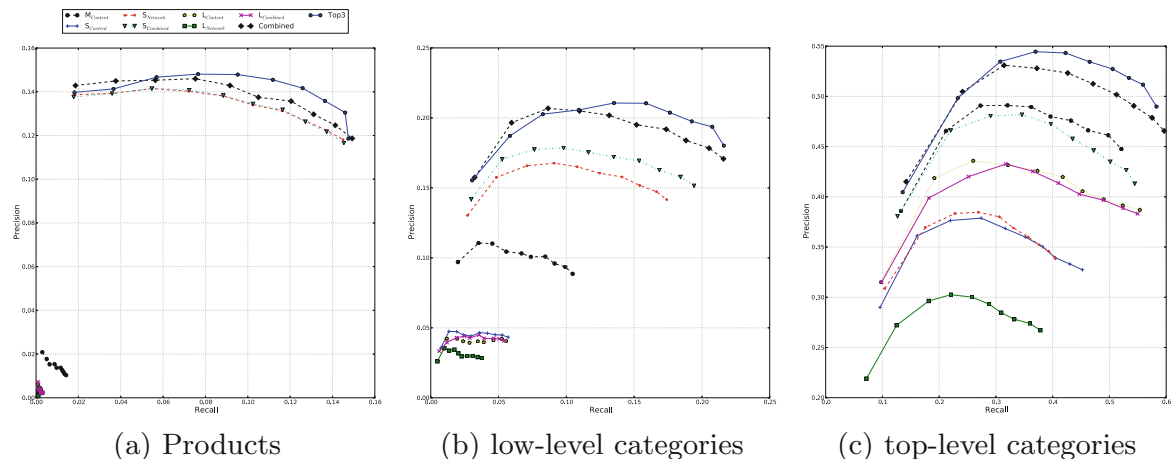 M_Content S_Network L_Content L_Combined Top3
S_Content S_Combined L_Network Combined
0.16
0.14
0.12
0.10
0.08
0.06
0.04
0.02
0.00
Precision
0.00 0.02 0.04 0.06 0.08 0.10 0.12 0.14 0.16
Recall
(a) Products
0.25
0.20
0.15
0.10
0.05
0.00
Precision
0.00 0.05 0.10 0.15 0.20 0.25
Recall
(b) low-level categories
0.55
0.50
0.45
0.40
0.35
0.30
0.25
0.20
Precision
0.0 0.1 0.2 0.3 0.4 0.5 0.6
Recall
(c) top-level categories